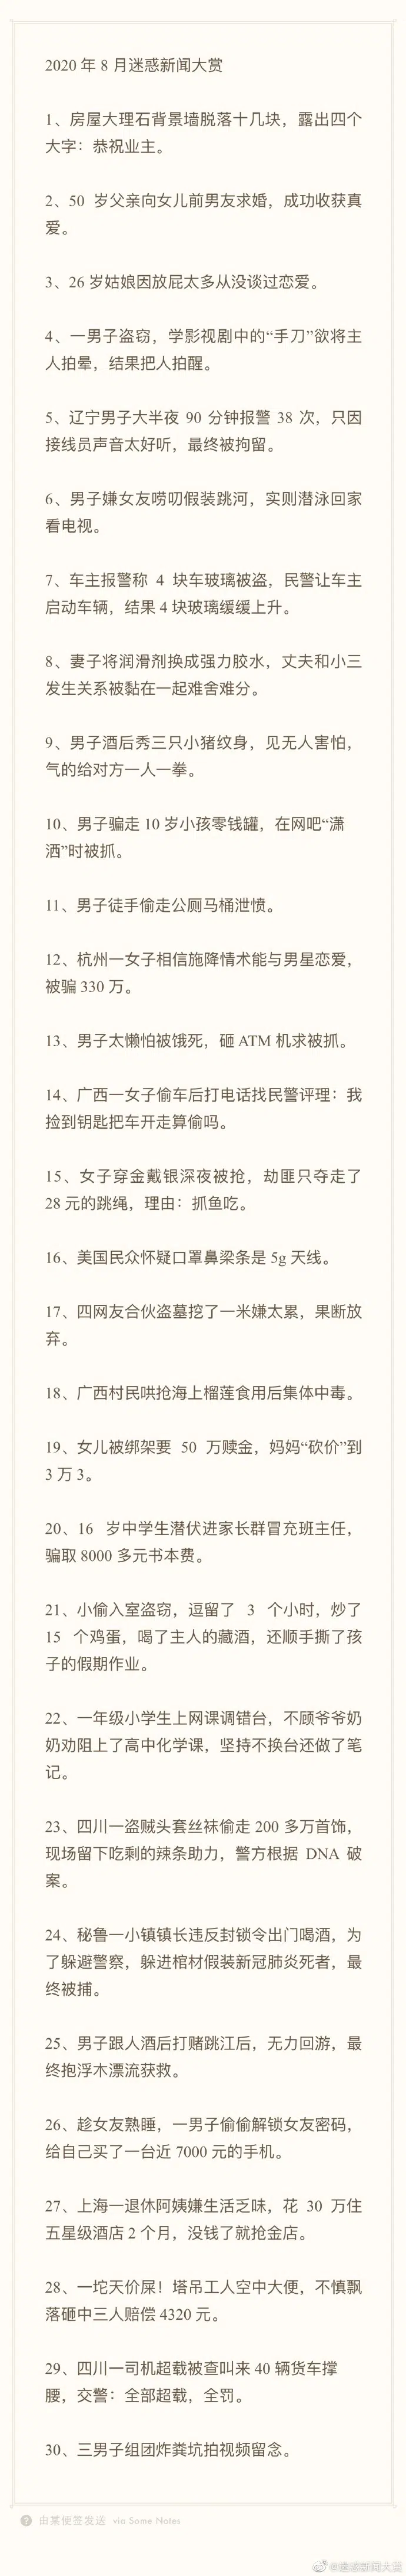 2020 年 8 月迷惑新闻大赏
1、房屋大理石背景墙脱落十几块，露出四个
大字：恭祝业主。
2、50 岁父亲向女儿前男友求婚，成功收获真
爱。
3、26 岁姑娘因放屁太多从没谈过恋爱。
4、一男子盗窃，学影视剧中的“手刀”欲将主
人拍晕，结果把人拍醒。
5、辽宁男子大半夜 90 分钟报警 38 次，只因
接线员声音太好听，最终被拘留。
6、男子嫌女友唠叨假装跳河，实则潜泳回家
看电视。
7、车主报警称 4 块车玻璃被盗，民警让车主
启动车辆，结果 4 块玻璃缓缓上升。
8、妻子将润滑剂换成强力胶水，丈夫和小三
发生关系被黏在一起难舍难分。
9、男子酒后秀三只小猪纹身，见无人害怕，
气的给对方一人一拳。
10、男子骗走 10 岁小孩零钱罐，在网吧“潇
洒”时被抓。
11、男子徒手偷走公厕马桶泄愤。
12、杭州一女子相信施降情术能与男星恋爱，
被骗 330 万。
13、男子太懒怕被饿死，砸 ATM 机求被抓。
14、广西一女子偷车后打电话找民警评理：我
捡到钥匙把车开走算偷吗。
15、女子穿金戴银深夜被抢，劫匪只夺走了
28 元的跳绳，理由：抓鱼吃。
16、美国民众怀疑口罩鼻梁条是 5g 天线。
17、四网友合伙盗墓挖了一米嫌太累，果断放
弃。
18、广西村民哄抢海上榴莲食用后集体中毒。
19、女儿被绑架要 50 万赎金，妈妈“砍价”到
3 万 3。
20、16 岁中学生潜伏进家长群冒充班主任，
骗取 8000 多元书本费。
21、小偷入室盗窃，逗留了 3 个小时，炒了
15 个鸡蛋，喝了主人的藏酒，还顺手撕了孩
子的假期作业。
22、一年级小学生上网课调错台，不顾爷爷奶
奶劝阻上了高中化学课，坚持不换台还做了笔
记。
23、四川一盗贼头套丝袜偷走 200 多万首饰，
现场留下吃剩的辣条助力，警方根据 DNA 破
案。
24、秘鲁一小镇镇长违反封锁令出门喝酒，为
了躲避警察，躲进棺材假装新冠肺炎死者，最
终被捕。
25、男子跟人酒后打赌跳江后，无力回游，最
终抱浮木漂流获救。
26、趁女友熟睡，一男子偷偷解锁女友密码，
给自己买了一台近 7000 元的手机。
27、上海一退休阿姨嫌生活乏味，花 30 万住
五星级酒店 2 个月，没钱了就抢金店。
28、一坨天价屎！塔吊工人空中大便，不慎飘
落砸中三人赔偿 4320 元。
29、四川一司机超载被查叫来 40 辆货车撑
腰，交警：全部超载，全罚。
30、三男子组团炸粪坑拍视频留念。
由某便签发送 via Some Notes
@迷惑新闻大赏